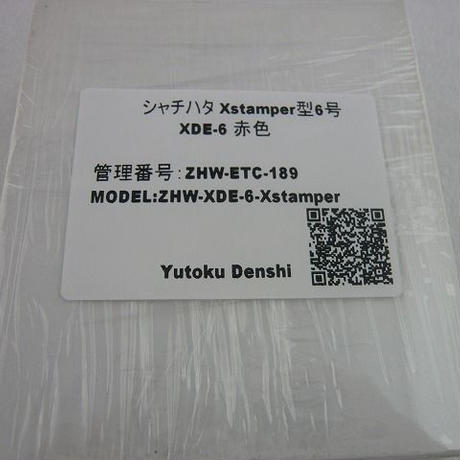 シャチハタ Xstamper型6号
XDE-6 赤色
管理番号:ZHW-ETC-189
MODEL:ZHW-XDE-6-Xstamper
Yutoku Denshi